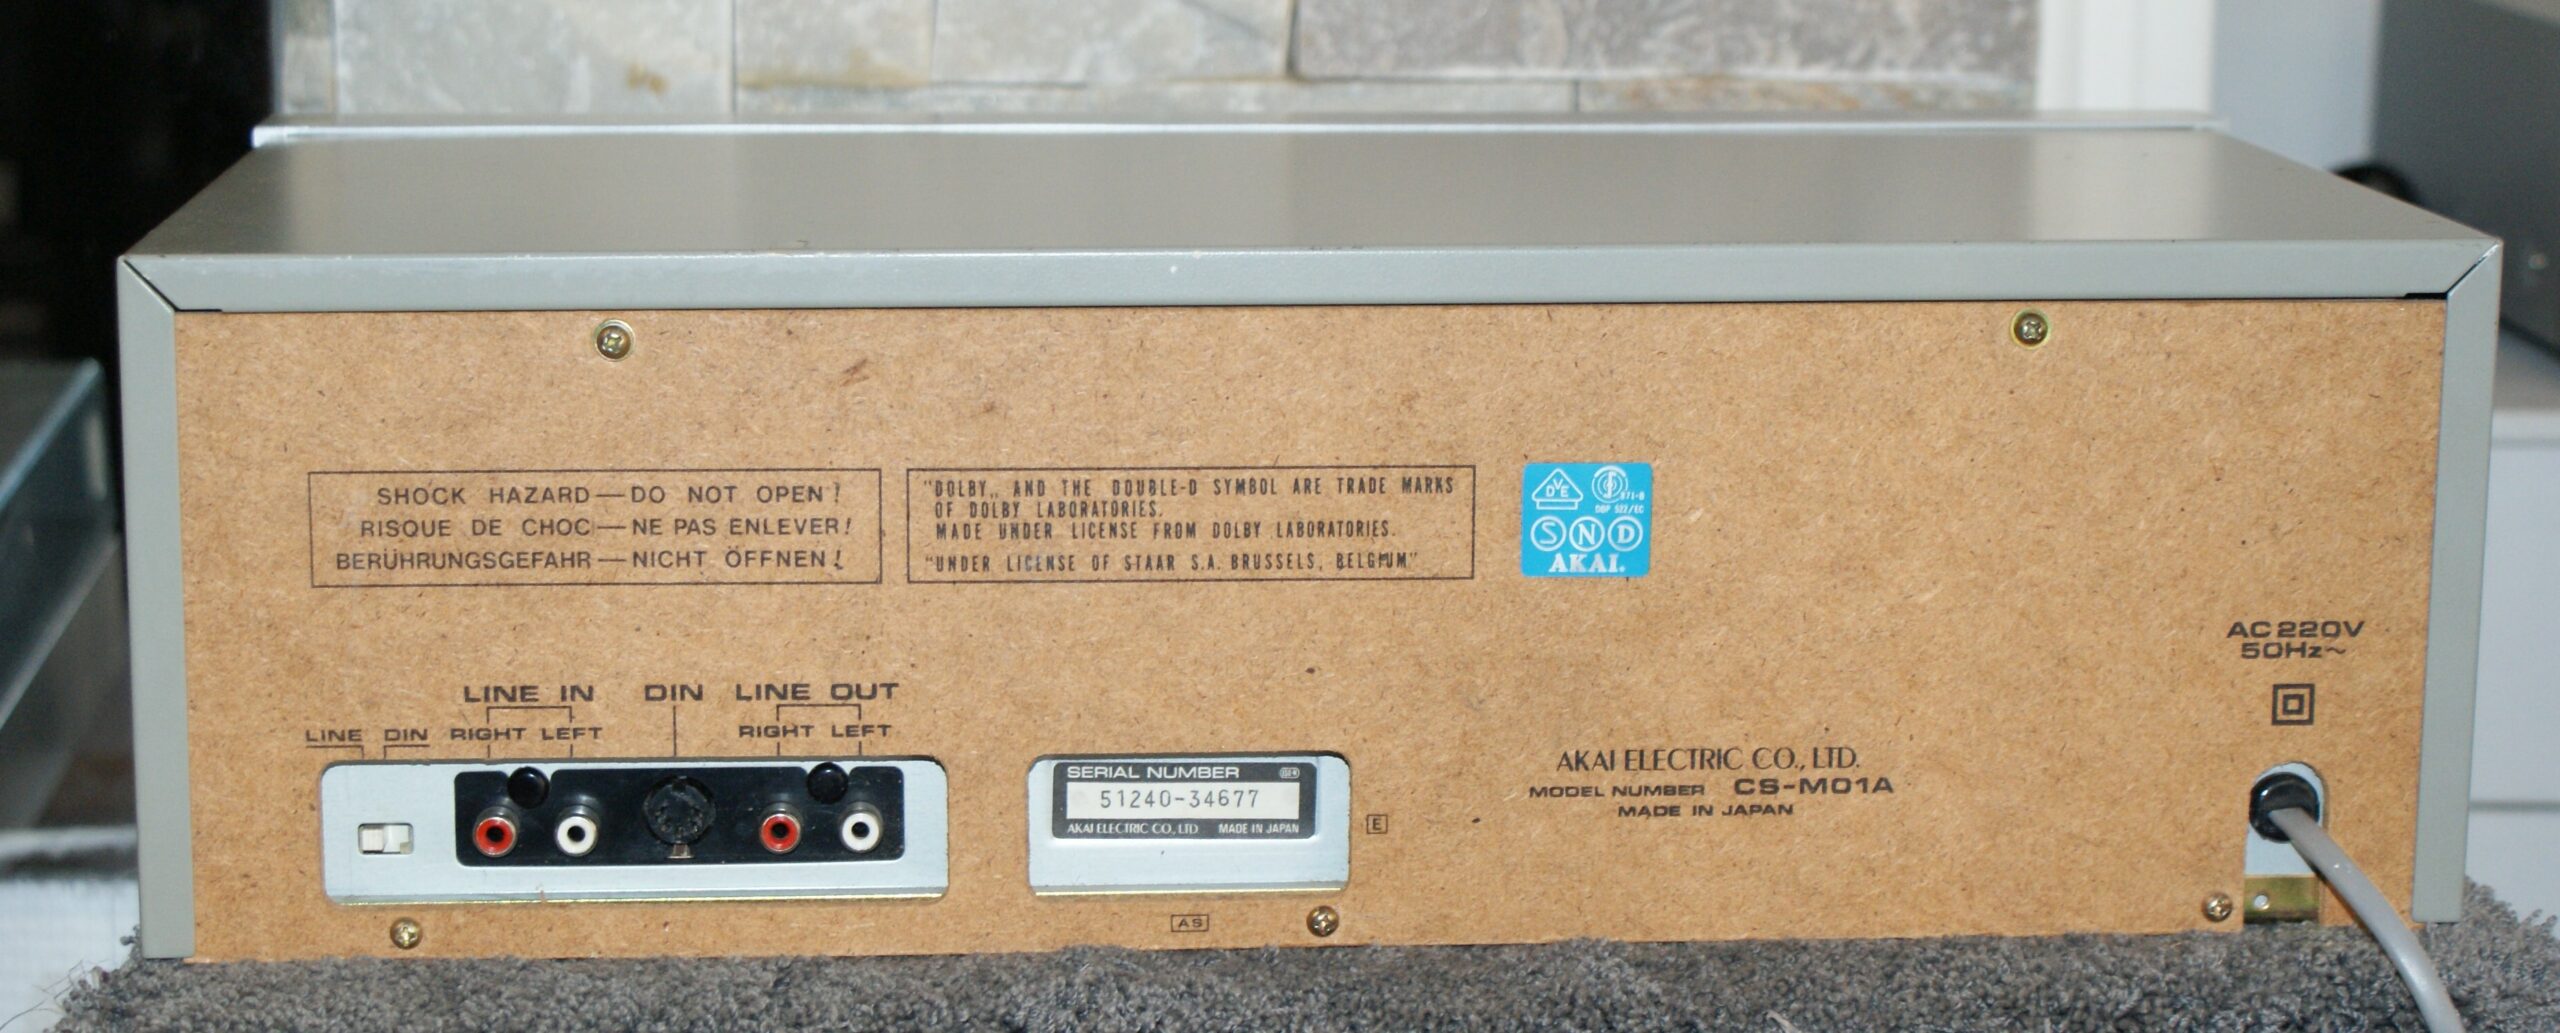 SHOCK HAZARD — DO NOT OPEN!
RISQUE DE CHOC — NE PAS ENLEVER!
BERÜHRUNGSGEFAHR — NICHT ÖFFNEN!
"DOLBY„ AND THE DOUBLE-D SYMBOL ARE TRADE MARKS
OF DOLBY LABORATORIES.
MADE UNDER LICENSE FROM DOLBY LABORATORIES.
"UNDER LICENSE OF STAAR S.A. BRUSSELS, BELGIUM"
DVE
S N D
AKAI.
AC 220V
50Hz~
LINE IN DIN LINE OUT
LINE DIN RIGHT LEFT RIGHT LEFT
SERIAL NUMBER
51240-34677
AKAI ELECTRIC CO., LTD MADE IN JAPAN
E
AS
AKAI ELECTRIC CO., LTD.
MODEL NUMBER CS-M01A
MADE IN JAPAN